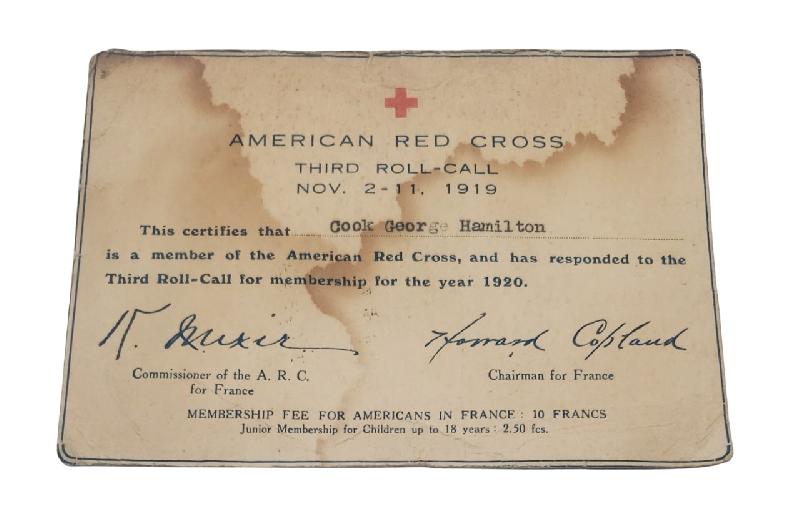 AMERICAN RED CROSS
THIRD ROLL-CALL
NOV. 2-11, 1919
This certifies that Cook George Hamilton
is a member of the American Red Cross, and has responded to the
Third Roll-Call for membership for the year 1920.
Howard Copland
Commissioner of the A. R. C.
for France
Chairman for France
MEMBERSHIP FEE FOR AMERICANS IN FRANCE : 10 FRANCS
Junior Membership for Children up to 18 years : 2.50 fcs.